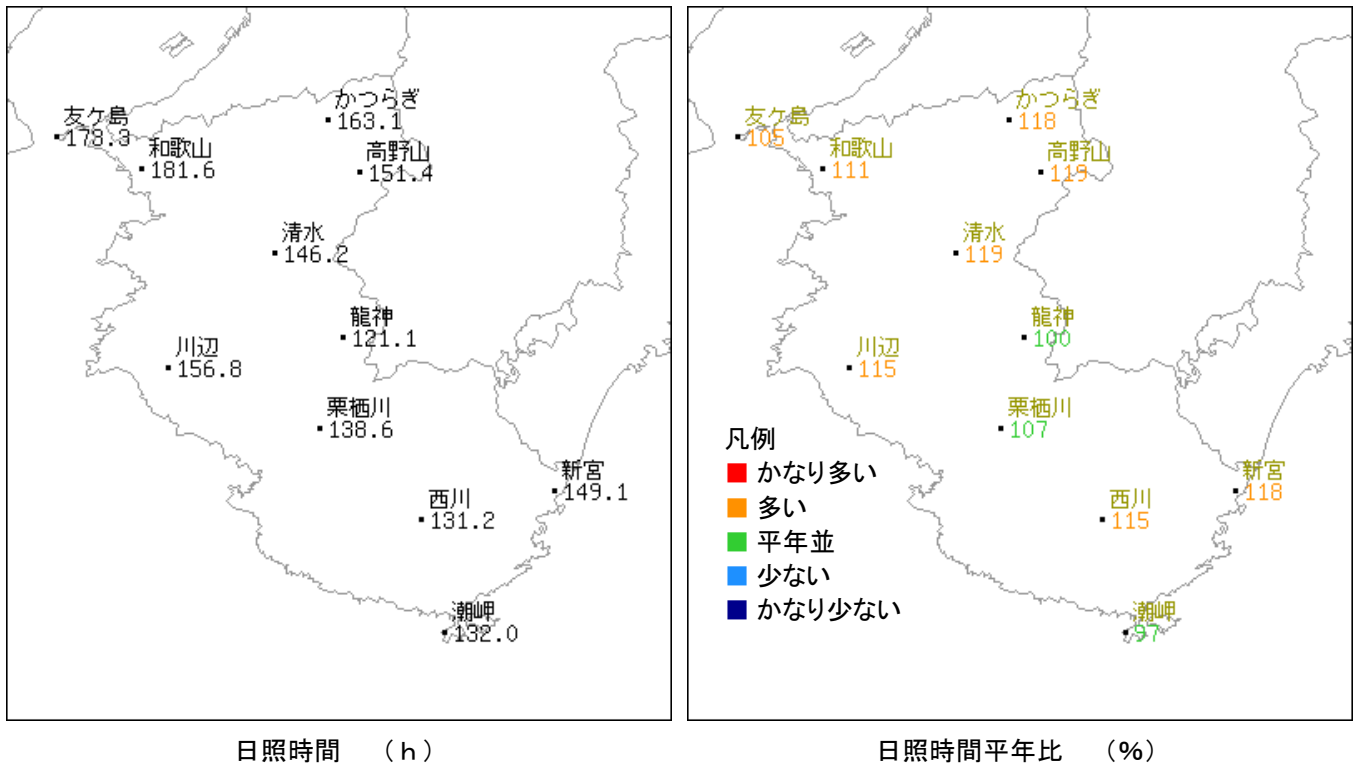 かつらぎ
163.1
友ケ島
173.3
和歌山
181.6
高野山
151.4
清水
146.2
龍神
121.1
川辺
156.8
栗栖川
138.6
新宮
149.1
西川
131.2
潮岬
132.0
日照時間 （ｈ）
かつらぎ
118
友ケ島
105
和歌山
111
高野山
119
清水
119
龍神
100
川辺
115
栗栖川
107
新宮
118
西川
115
潮岬
97
凡例
かなり多い
多い
平年並
少ない
かなり少ない
日照時間平年比 （%）